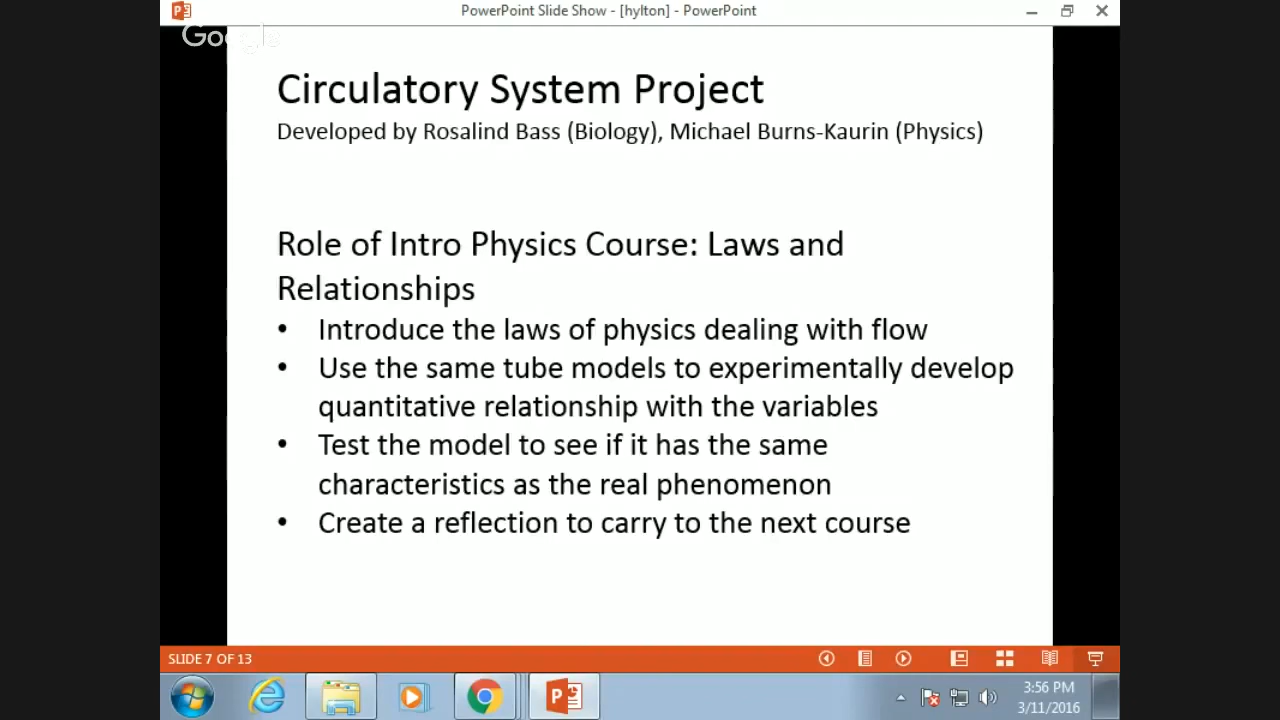 PowerPoint Slide Show - [hylton] - PowerPoint
Google
Circulatory System Project
Developed by Rosalind Bass (Biology), Michael Burns-Kaurin (Physics)
Role of Intro Physics Course: Laws and
Relationships
• Introduce the laws of physics dealing with flow
• Use the same tube models to experimentally develop
quantitative relationship with the variables
• Test the model to see if it has the same
characteristics as the real phenomenon
• Create a reflection to carry to the next course
SLIDE 7 OF 13
3:56 PM
3/11/2016